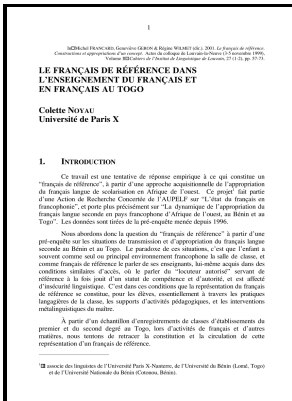 1
In Michel FRANCARD, Geneviève GERON & Régine WILMET (dir.). 2001. Le français de référence.
Constructions et appropriations d'un concept. Actes du colloque de Louvain-la-Neuve (3-5 novembre 1999),
Volume II Cahiers de l'Institut de Linguistique de Louvain, 27 (1-2), pp. 57-73.
LE FRANÇAIS DE RÉFÉRENCE DANS
L'ENSEIGNEMENT DU FRANÇAIS ET
EN FRANÇAIS AU TOGO
Colette NOYAU
Université de Paris X
1. INTRODUCTION
Ce travail est une tentative de réponse empirique à ce qui constitue un
"français de référence", à partir d'une approche acquisitionnelle de l'appropriation
du français langue de scolarisation en Afrique de l'ouest. Ce projet¹ fait partie
d'une Action de Recherche Concertée de l'AUPELF sur "L'état du français en
francophonie", et porte plus précisément sur "La dynamique de l'appropriation du
français langue seconde en pays francophone d'Afrique de l'ouest, au Bénin et au
Togo". Les données sont tirées de la pré-enquête menée depuis 1996.
Nous abordons donc la question du "français de référence" à partir d'une
pré-enquête sur les situations de transmission et d'appropriation du français langue
seconde au Bénin et au Togo. Le paradoxe de ces situations, c'est que l'enfant a
souvent comme seul ou principal environnement francophone la salle de classe, et
comme français de référence le parler de ses enseignants, lui-même acquis dans des
conditions similaires d'accès, où le parler du "locuteur autorisé" servant de
référence à la fois jouit d'un statut de compétence et d'autorité, et est affecté
d'insécurité linguistique. C'est dans ces conditions que la représentation du français
de référence se constitue, pour les élèves, essentiellement à travers les pratiques
langagières de la classe, les supports d'activités pédagogiques, et les interventions
métalinguistiques du maître.
À partir d'un échantillon d'enregistrements de classes d'établissements du
premier et du second degré au Togo, lors d'activités de français et d'autres
matières, nous tentons de retracer la constitution et la circulation de cette
représentation d'un français de référence.
¹ Il associe des linguistes de l'Université Paris X-Nanterre, de l'Université du Bénin (Lomé, Togo)
et de l'Université Nationale du Bénin (Cotonou, Bénin).